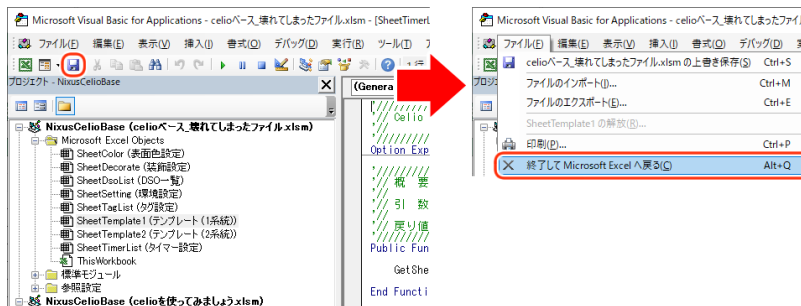 Microsoft Visual Basic for Applications - celioベース_壊れてしまったファイル.xlsm - [SheetTimerL
ファイル(F) 編集(E) 表示(V) 挿入(I) 書式(O) デバッグ(D) 実行(R) ツール(T)
プロジェクト - NixusCelioBase
NixusCelioBase (celioベース_壊れてしまったファイル.xlsm)
Microsoft Excel Objects
SheetColor (表面色設定)
SheetDecorate (装飾設定)
SheetDsoList (DSO一覧)
SheetSetting (環境設定)
SheetTagList (タグ設定)
SheetTemplate1 (テンプレート (1系統))
SheetTemplate2 (テンプレート (2系統))
SheetTimerList (タイマー設定)
ThisWorkbook
標準モジュール
参照設定
NixusCelioBase (celioを使ってみましょう.xlsm)
(Genera
'//////////
'// Celio
'//
'//////////
Option Exp
'//////////
'// 概 要
'//
'// 引 数
'//
'// 戻り値
'//////////
Public Fun
GetShe
End Functi
Microsoft Visual Basic for Applications - celioベース_壊れてしまったファイ
ファイル(F) 編集(E) 表示(V) 挿入(I) 書式(O) デバッグ(D)
celioベース_壊れてしまったファイル.xlsm の上書き保存(S) Ctrl+S
ファイルのインポート(I)... Ctrl+M
ファイルのエクスポート(E)... Ctrl+E
SheetTemplate1 の解放(R)...
印刷(P)... Ctrl+P
終了して Microsoft Excel へ戻る(C) Alt+Q